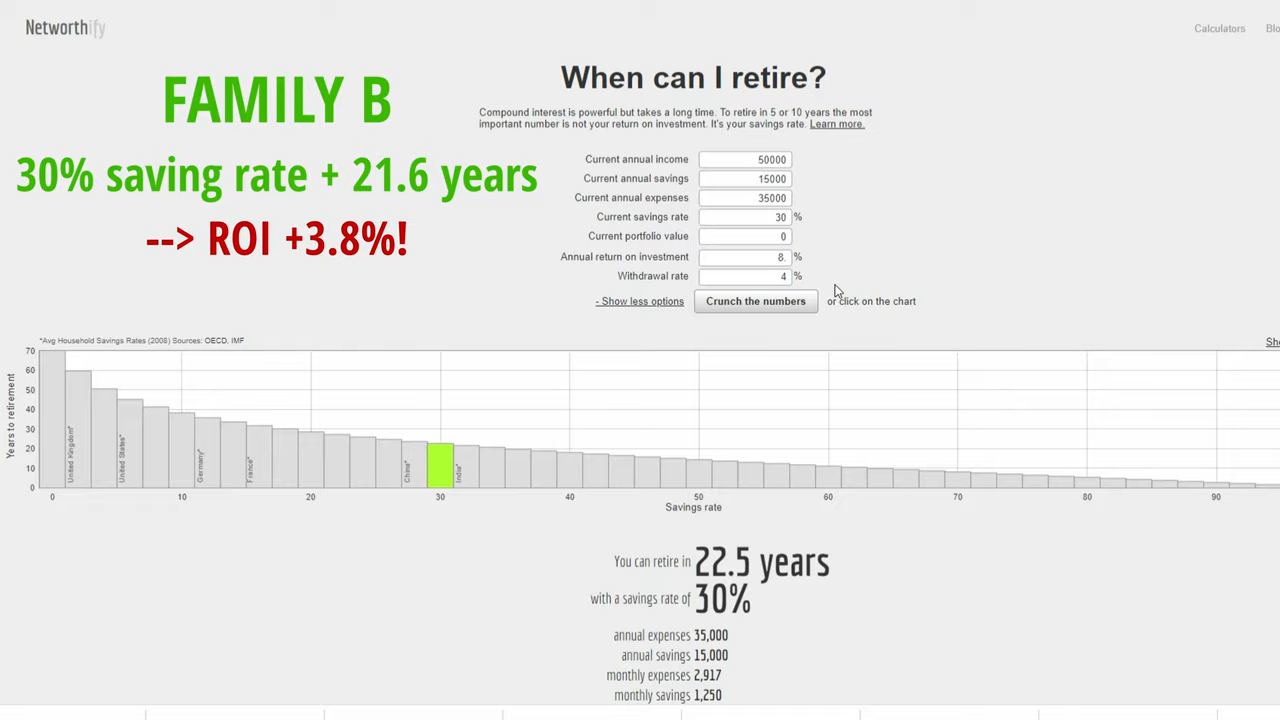 Networthify
Calculators
Blo
FAMILY B
30% saving rate + 21.6 years
--> ROI +3.8%!
When can I retire?
Compound interest is powerful but takes a long time. To retire in 5 or 10 years the most
important number is not your return on investment. It's your savings rate. Learn more.
Current annual income 50000
Current annual savings 15000
Current annual expenses 35000
Current savings rate 30 %
Current portfolio value 0
Annual return on investment 8. %
Withdrawal rate 4 %
- Show less options Crunch the numbers or click on the chart
*Avg Household Savings Rates (2008) Sources: OECD, IMF
Sho
Years to retirement
70
60
50
40
30
20
10
0
United Kingdom*
United States*
Germany*
France*
China*
India*
0 10 20 30 40 50 60 70 80 90
Savings rate
You can retire in 22.5 years
with a savings rate of 30%
annual expenses 35,000
annual savings 15,000
monthly expenses 2,917
monthly savings 1,250